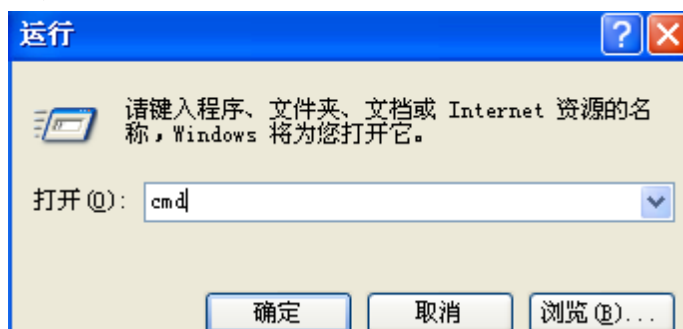 运行
请键入程序、文件夹、文档或 Internet 资源的名
称，Windows 将为您打开它。
打开(O): cmd
确定 取消 浏览(B)...